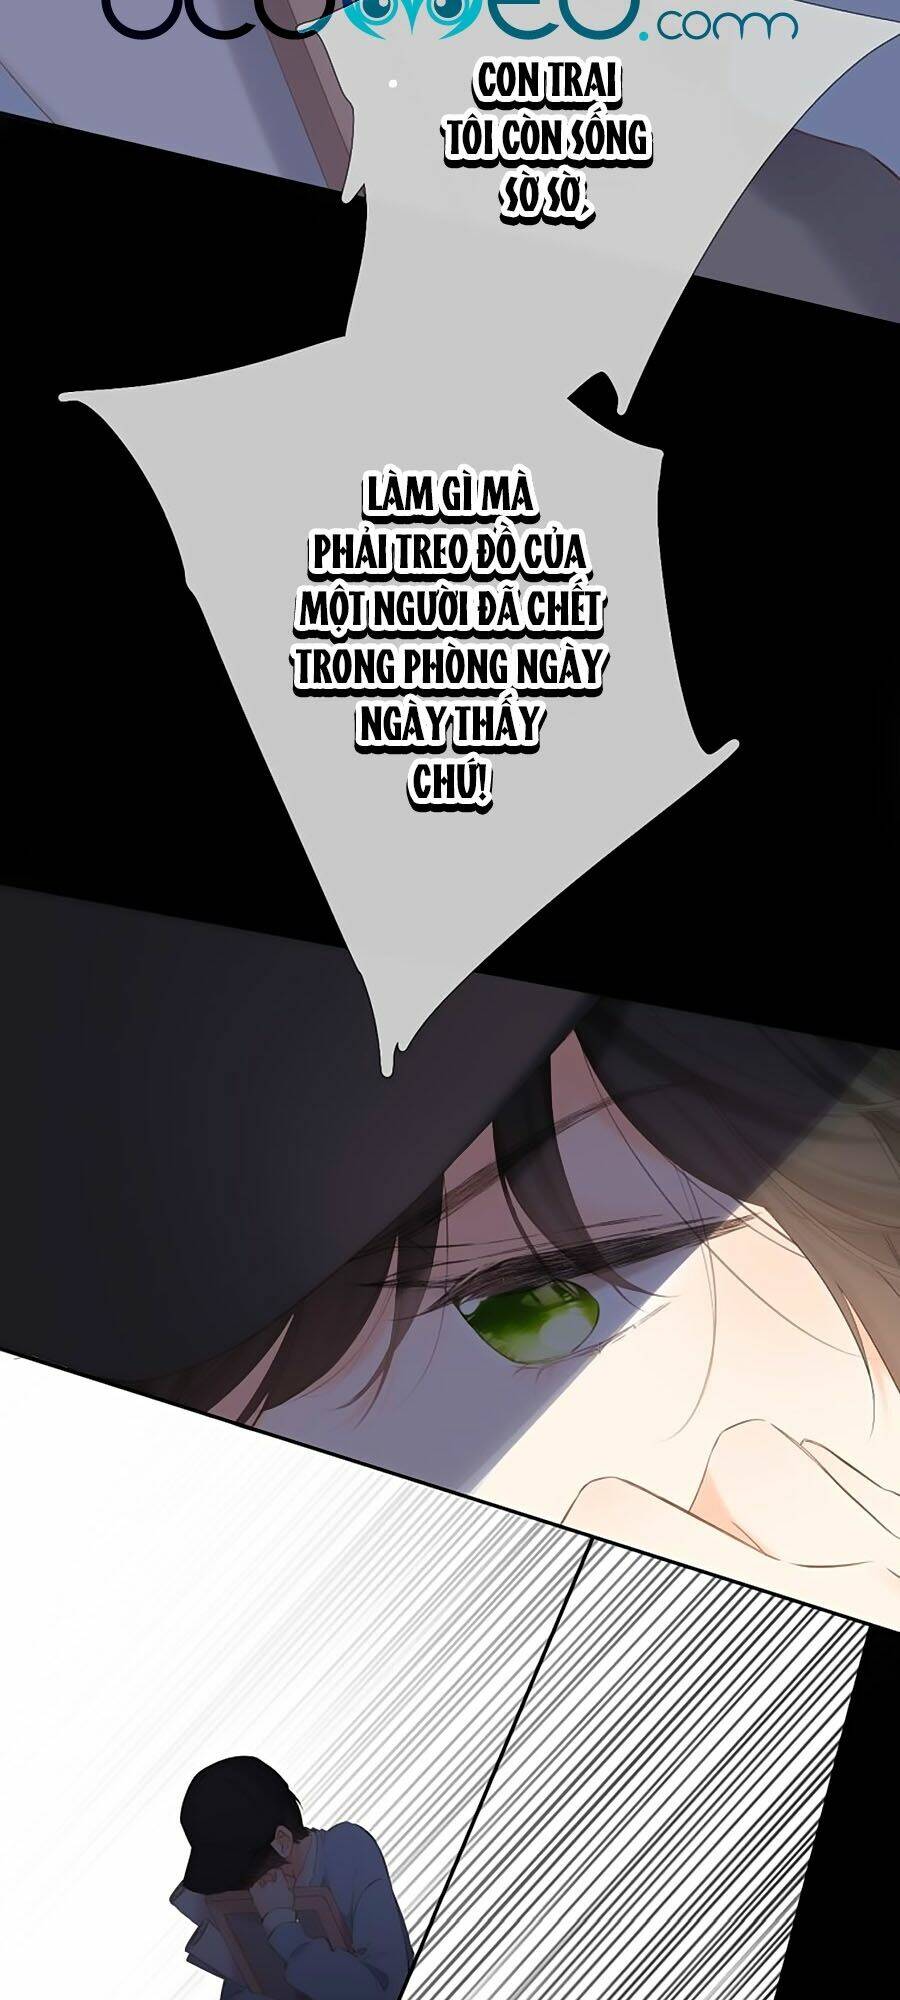 ocoMeo.com
CON TRAI
TÔI CÒN SỐNG
SỜ SỜ,
LÀM GÌ MÀ
PHẢI TREO ĐỒ CỦA
MỘT NGƯỜI ĐÃ CHẾT
TRONG PHÒNG NGÀY
NGÀY THẤY
CHỨ!